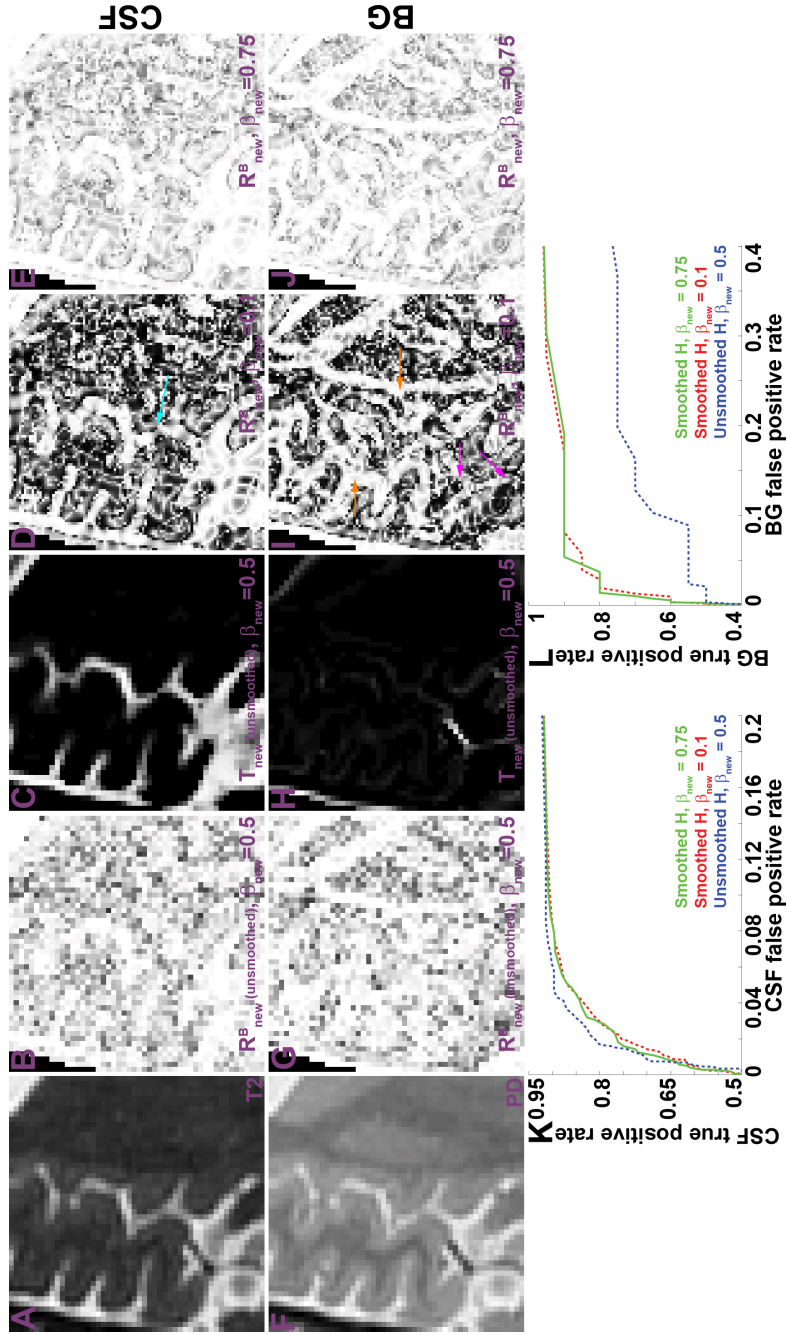 A
T2
B
R^B_new (unsmoothed), β_new=0.5
C
T_new (unsmoothed), β_new=0.5
D
R^B_new, β_new=0.1
E
R^B_new, β_new=0.75
CSF
F
PD
G
R^B_new (unsmoothed), β_new=0.5
H
T_new (unsmoothed), β_new=0.5
I
R^B_new, β_new=0.1
J
R^B_new, β_new=0.75
BG
K
CSF true positive rate
0.95
0.8
0.65
0.5
0 0.04 0.08 0.12 0.16 0.2
CSF false positive rate
Smoothed H, β_new = 0.75
Smoothed H, β_new = 0.1
Unsmoothed H, β_new = 0.5
L
BG true positive rate
1
0.8
0.6
0.4
0 0.1 0.2 0.3 0.4
BG false positive rate
Smoothed H, β_new = 0.75
Smoothed H, β_new = 0.1
Unsmoothed H, β_new = 0.5